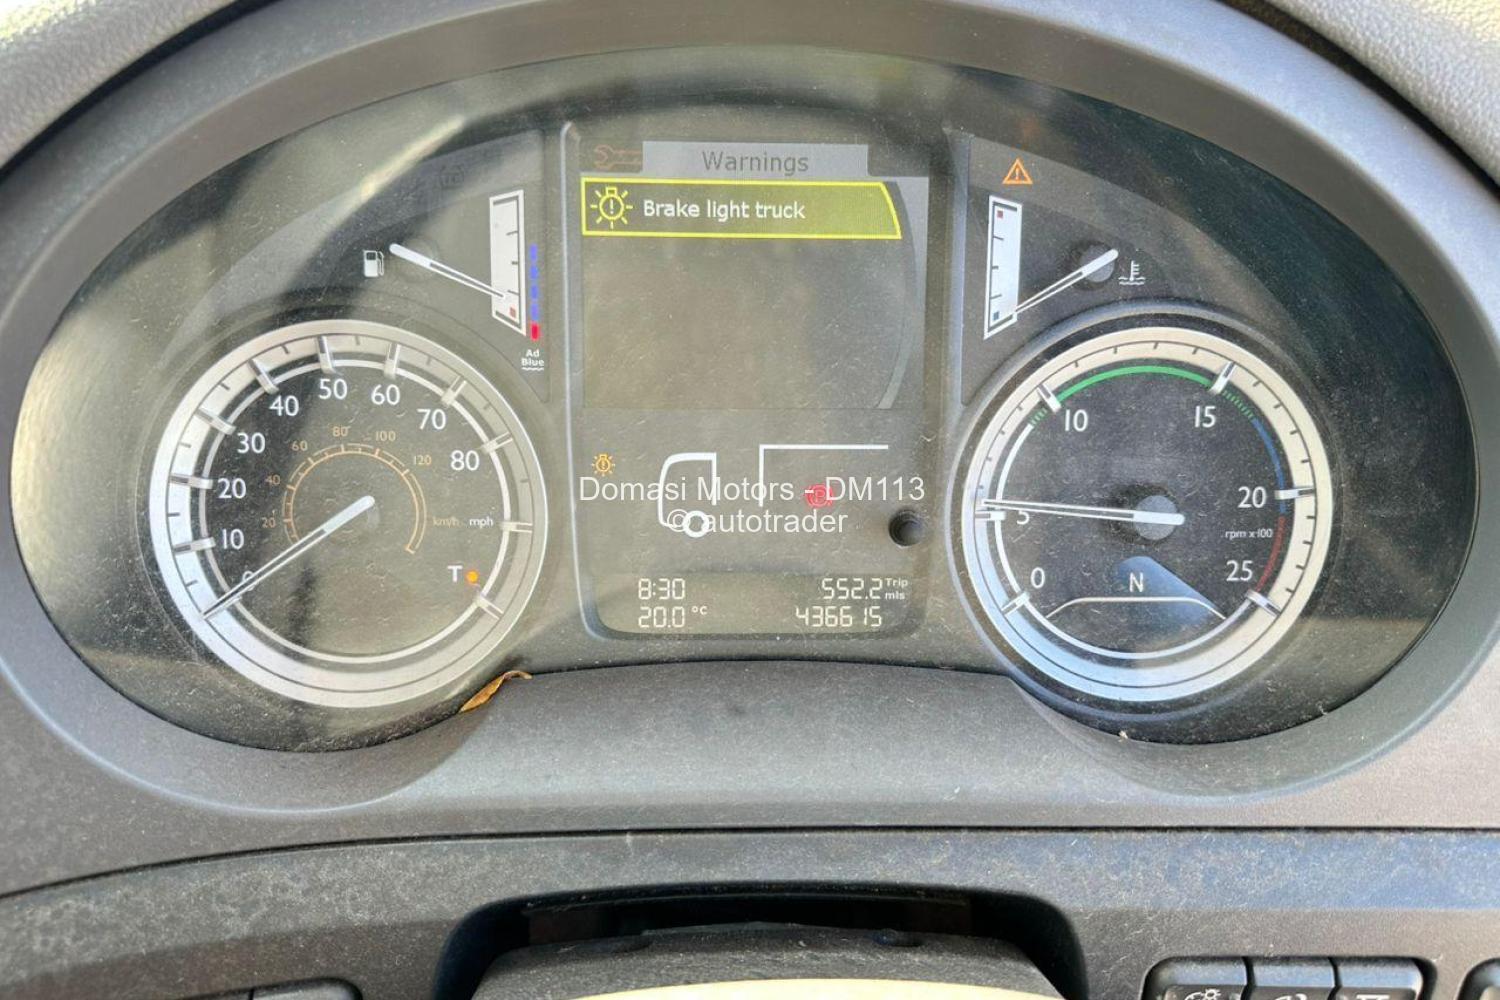 Warnings
Brake light truck
Ad
Blue
10
20
30
40
50
60
70
80
20
40
60
80
100
120
km/h mph
T
Domasi Motors - DM113
© autotrader
8:30
20.0 °C
552.2 Trip
mls
436615
0
5
10
15
20
25
rpm x100
N